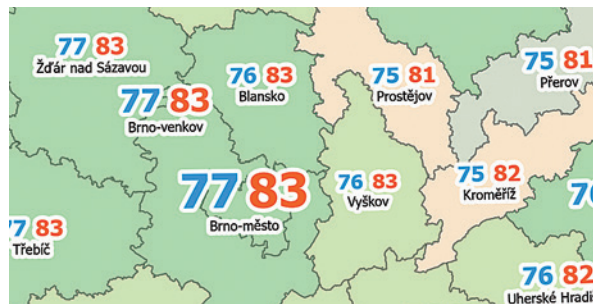 77 83
Žďár nad Sázavou
76 83
Blansko
75 81
Prostějov
75 81
Přerov
77 83
Brno-venkov
77 83
Brno-město
76 83
Vyškov
75 82
Kroměříž
76
77 83
Třebíč
76 82
Uherské Hradi